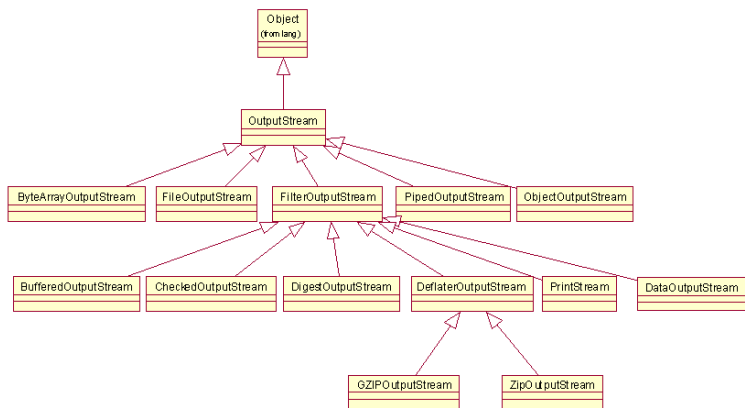 Object
(from lang)
OutputStream
ByteArrayOutputStream
FileOutputStream
FilterOutputStream
PipedOutputStream
ObjectOutputStream
BufferedOutputStream
CheckedOutputStream
DigestOutputStream
DeflaterOutputStream
PrintStream
DataOutputStream
GZIPOutputStream
ZipOutputStream